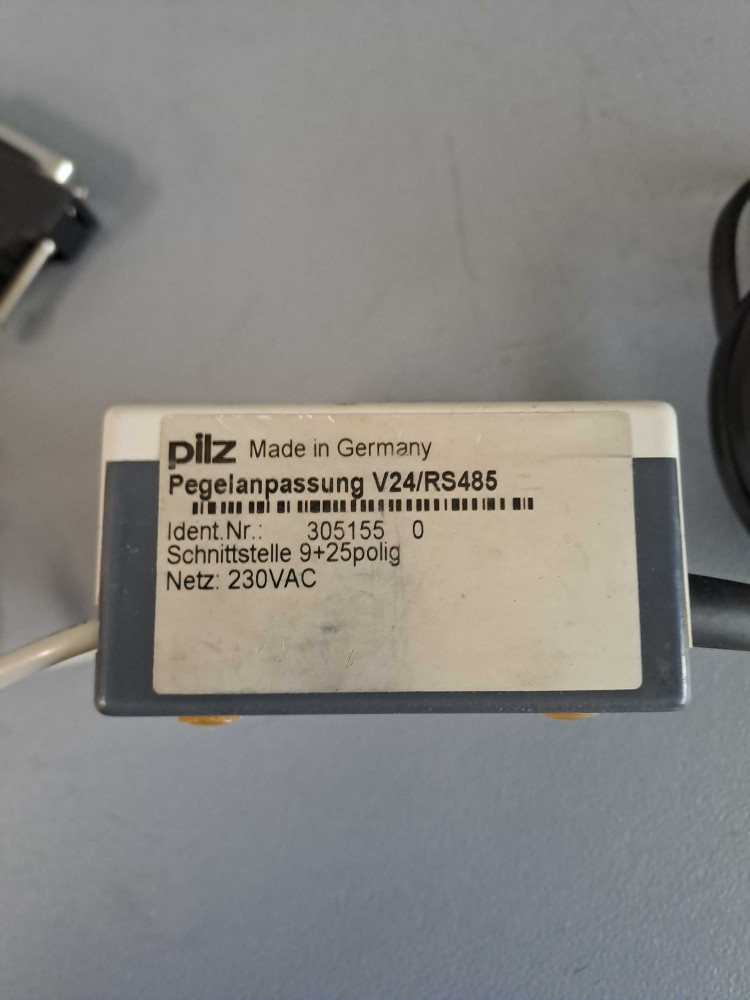 pilz Made in Germany
Pegelanpassung V24/RS485
Ident.Nr.: 305155 0
Schnittstelle 9+25polig
Netz: 230VAC